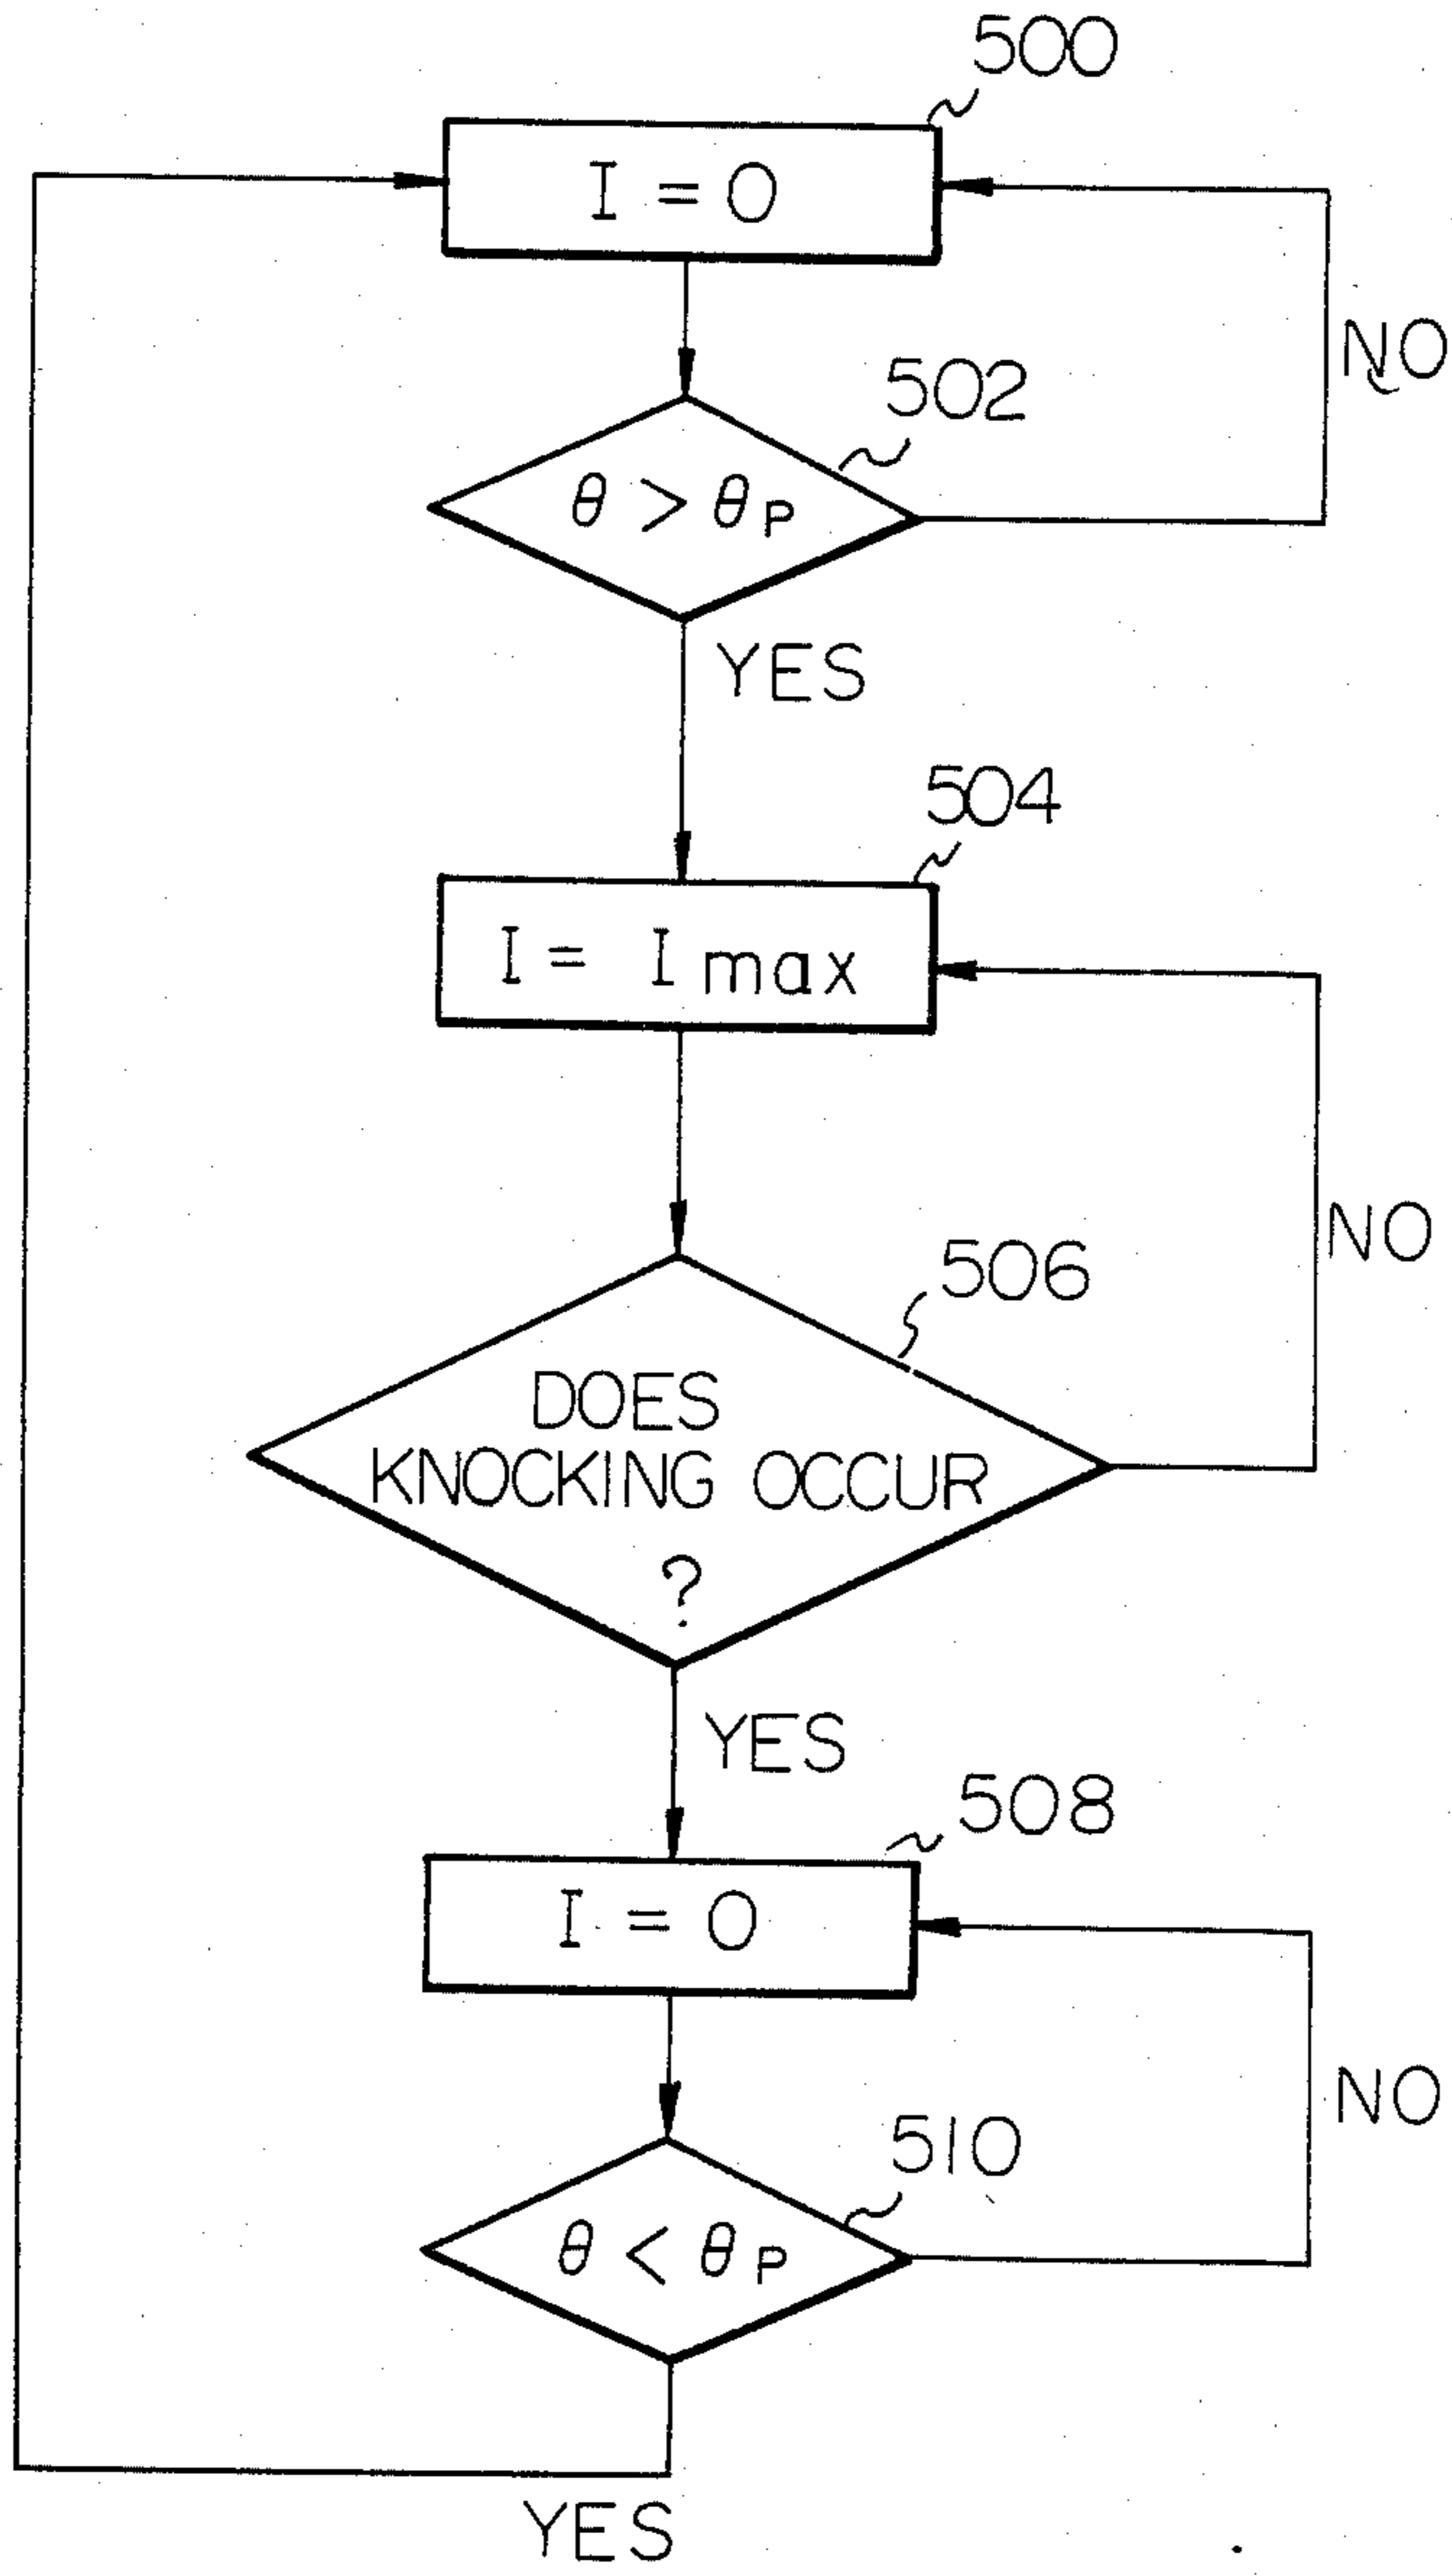 500
I = 0
NO
502
θ > θP
YES
504
I = I max
NO
506
DOES
KNOCKING OCCUR
?
YES
508
I = 0
NO
510
θ < θP
YES